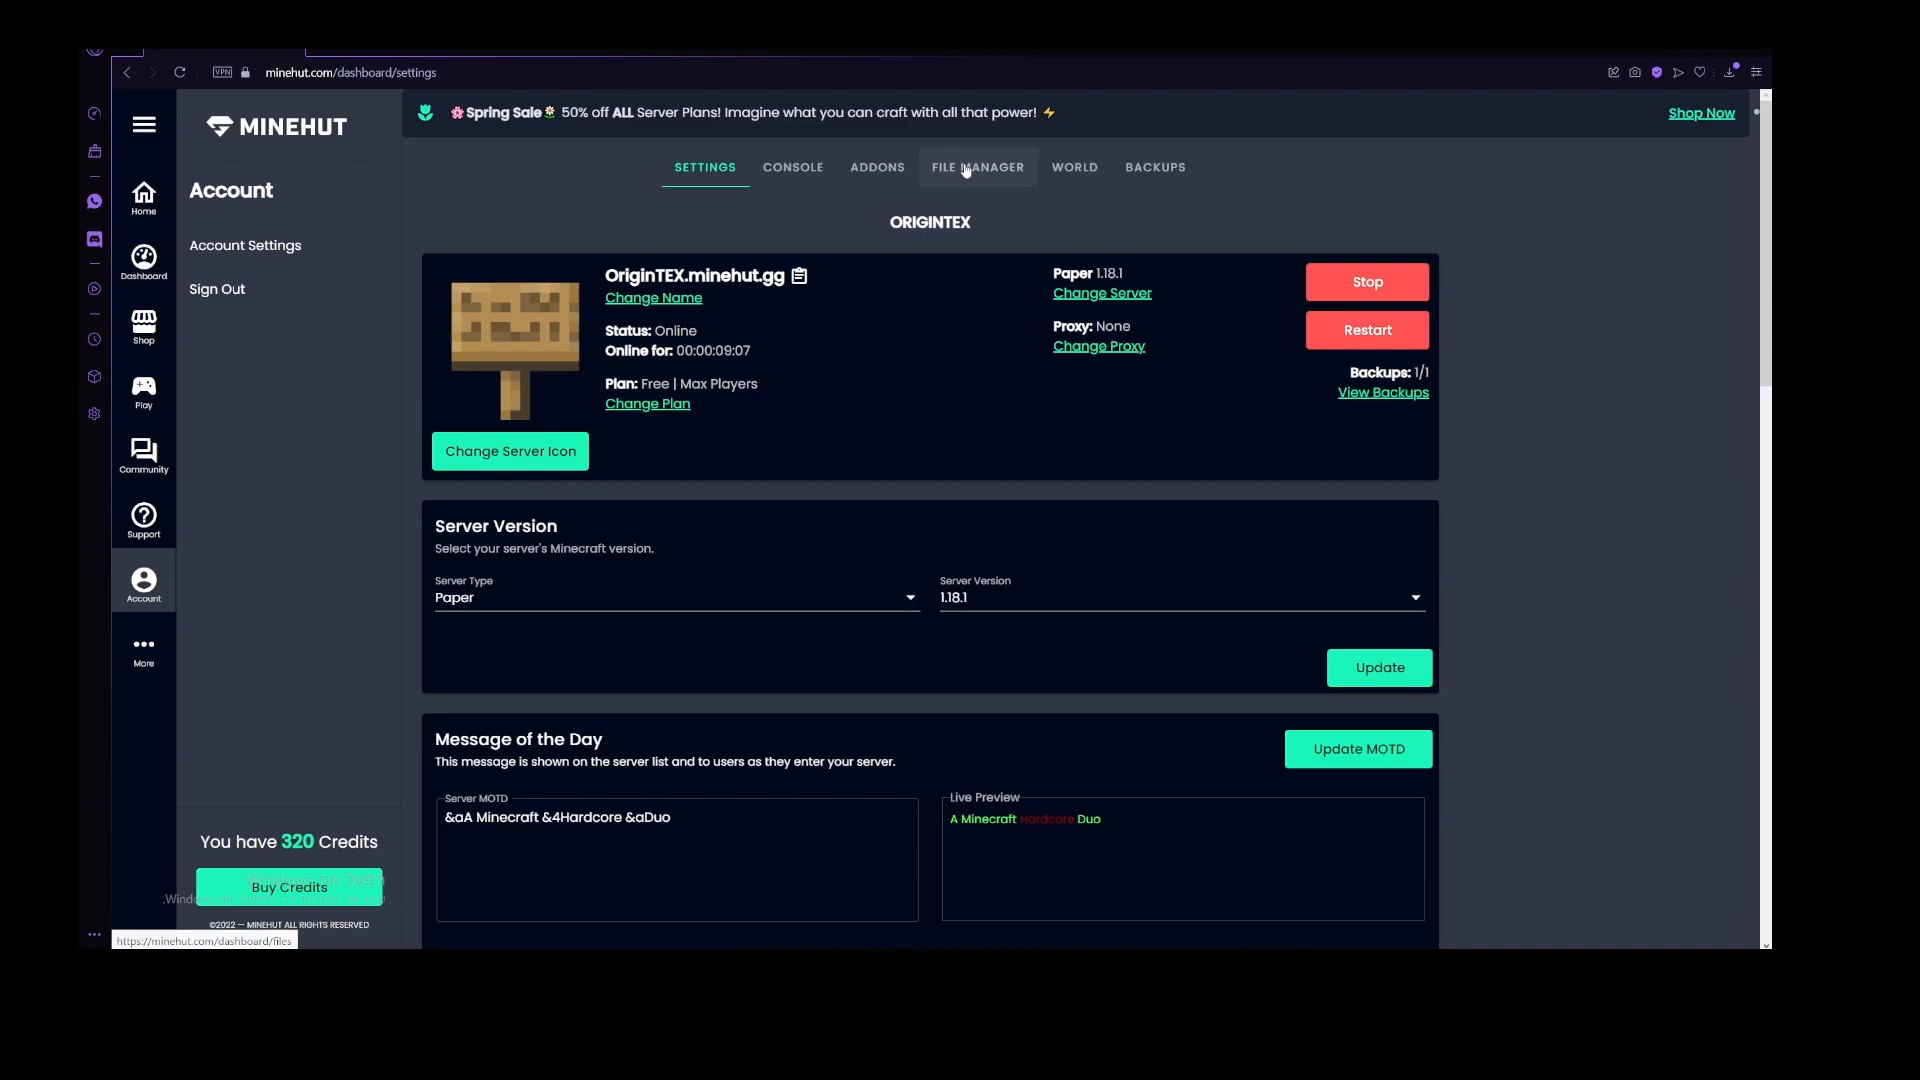 VPN
minehut.com/dashboard/settings
MINEHUT
🌸Spring Sale🌼 50% off ALL Server Plans! Imagine what you can craft with all that power! ⚡
Shop Now
SETTINGS
CONSOLE
ADDONS
FILE MANAGER
WORLD
BACKUPS
Home
Dashboard
Shop
Play
Community
Support
Account
More
Account
Account Settings
Sign Out
ORIGINTEX
OriginTEX.minehut.gg
Change Name
Status: Online
Online for: 00:00:09:07
Plan: Free | Max Players
Change Plan
Change Server Icon
Paper 1.18.1
Change Server
Proxy: None
Change Proxy
Stop
Restart
Backups: 1/1
View Backups
Server Version
Select your server's Minecraft version.
Server Type
Paper
Server Version
1.18.1
Update
Message of the Day
This message is shown on the server list and to users as they enter your server.
Update MOTD
Server MOTD
&aA Minecraft &4Hardcore &aDuo
Live Preview
A Minecraft Hardcore Duo
You have 320 Credits
Buy Credits
©2022 — MINEHUT ALL RIGHTS RESERVED
https://minehut.com/dashboard/files